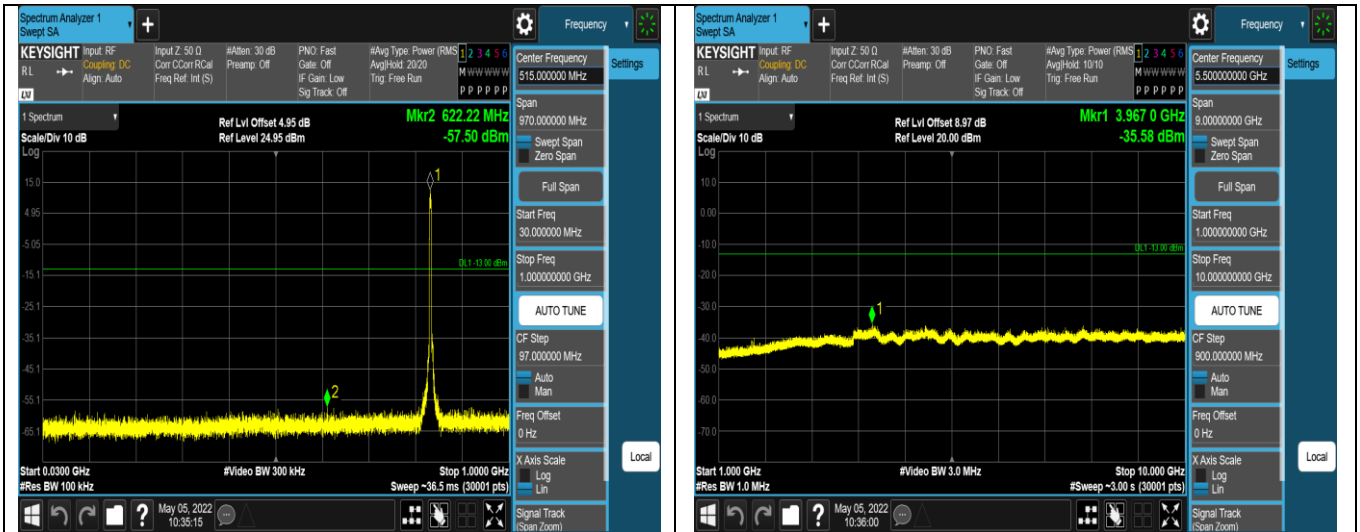 Spectrum Analyzer 1
Swept SA
Frequency
KEYSIGHT
RL
LXI
Input: RF
Coupling: DC
Align: Auto
Input Z: 50 Ω
Corr CCorr RCal
Freq Ref: Int (S)
#Atten: 30 dB
Preamp: Off
PNO: Fast
Gate: Off
IF Gain: Low
Sig Track: Off
#Avg Type: Power (RMS
Avg|Hold: 20/20
Trig: Free Run
1 2 3 4 5 6
M W W W W W
P P P P P P
1 Spectrum
Scale/Div 10 dB
Log
Ref Lvl Offset 4.95 dB
Ref Level 24.95 dBm
Mkr2 622.22 MHz
-57.50 dBm
15.0
4.95
-5.05
-15.1
-25.1
-35.1
-45.1
-55.1
-65.1
1
2
DL1 -13.00 dBm
Start 0.0300 GHz
#Res BW 100 kHz
#Video BW 300 kHz
Stop 1.0000 GHz
Sweep ~36.5 ms (30001 pts)
Center Frequency
515.000000 MHz
Span
970.000000 MHz
Swept Span
Zero Span
Full Span
Start Freq
30.000000 MHz
Stop Freq
1.000000000 GHz
AUTO TUNE
CF Step
97.000000 MHz
Auto
Man
Freq Offset
0 Hz
X Axis Scale
Log
Lin
Signal Track
(Span Zoom)
Settings
Local
?
May 05, 2022
10:35:15
Spectrum Analyzer 1
Swept SA
Frequency
KEYSIGHT
RL
LXI
Input: RF
Coupling: DC
Align: Auto
Input Z: 50 Ω
Corr CCorr RCal
Freq Ref: Int (S)
#Atten: 30 dB
Preamp: Off
PNO: Fast
Gate: Off
IF Gain: Low
Sig Track: Off
#Avg Type: Power (RMS
Avg|Hold: 10/10
Trig: Free Run
1 2 3 4 5 6
M W W W W W
P P P P P P
1 Spectrum
Scale/Div 10 dB
Log
Ref Lvl Offset 8.97 dB
Ref Level 20.00 dBm
Mkr1 3.967 0 GHz
-35.58 dBm
10.0
0.00
-10.0
-20.0
-30.0
-40.0
-50.0
-60.0
-70.0
1
DL1 -13.00 dBm
Start 1.000 GHz
#Res BW 1.0 MHz
#Video BW 3.0 MHz
Stop 10.000 GHz
#Sweep ~3.00 s (30001 pts)
Center Frequency
5.500000000 GHz
Span
9.00000000 GHz
Swept Span
Zero Span
Full Span
Start Freq
1.000000000 GHz
Stop Freq
10.000000000 GHz
AUTO TUNE
CF Step
900.000000 MHz
Auto
Man
Freq Offset
0 Hz
X Axis Scale
Log
Lin
Signal Track
(Span Zoom)
Settings
Local
?
May 05, 2022
10:36:00